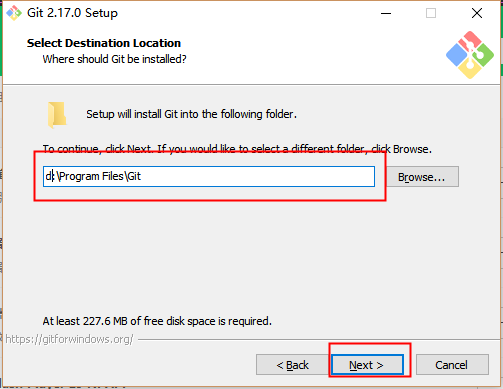 Git 2.17.0 Setup
Select Destination Location
Where should Git be installed?
Setup will install Git into the following folder.
To continue, click Next. If you would like to select a different folder, click Browse.
d:\Program Files\Git
Browse...
At least 227.6 MB of free disk space is required.
https://gitforwindows.org/
< Back
Next >
Cancel